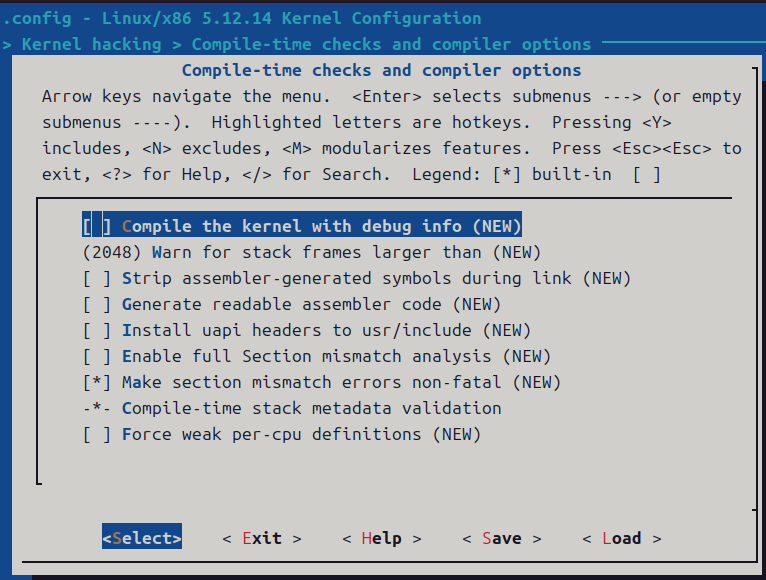 .config - Linux/x86 5.12.14 Kernel Configuration
> Kernel hacking > Compile-time checks and compiler options
Compile-time checks and compiler options
Arrow keys navigate the menu.  <Enter> selects submenus ---> (or empty
submenus ----).  Highlighted letters are hotkeys.  Pressing <Y>
includes, <N> excludes, <M> modularizes features.  Press <Esc><Esc> to
exit, <?> for Help, </> for Search.  Legend: [*] built-in  [ ]
[ ] Compile the kernel with debug info (NEW)
(2048) Warn for stack frames larger than (NEW)
[ ] Strip assembler-generated symbols during link (NEW)
[ ] Generate readable assembler code (NEW)
[ ] Install uapi headers to usr/include (NEW)
[ ] Enable full Section mismatch analysis (NEW)
[*] Make section mismatch errors non-fatal (NEW)
-*- Compile-time stack metadata validation
[ ] Force weak per-cpu definitions (NEW)
<Select>    < Exit >    < Help >    < Save >    < Load >